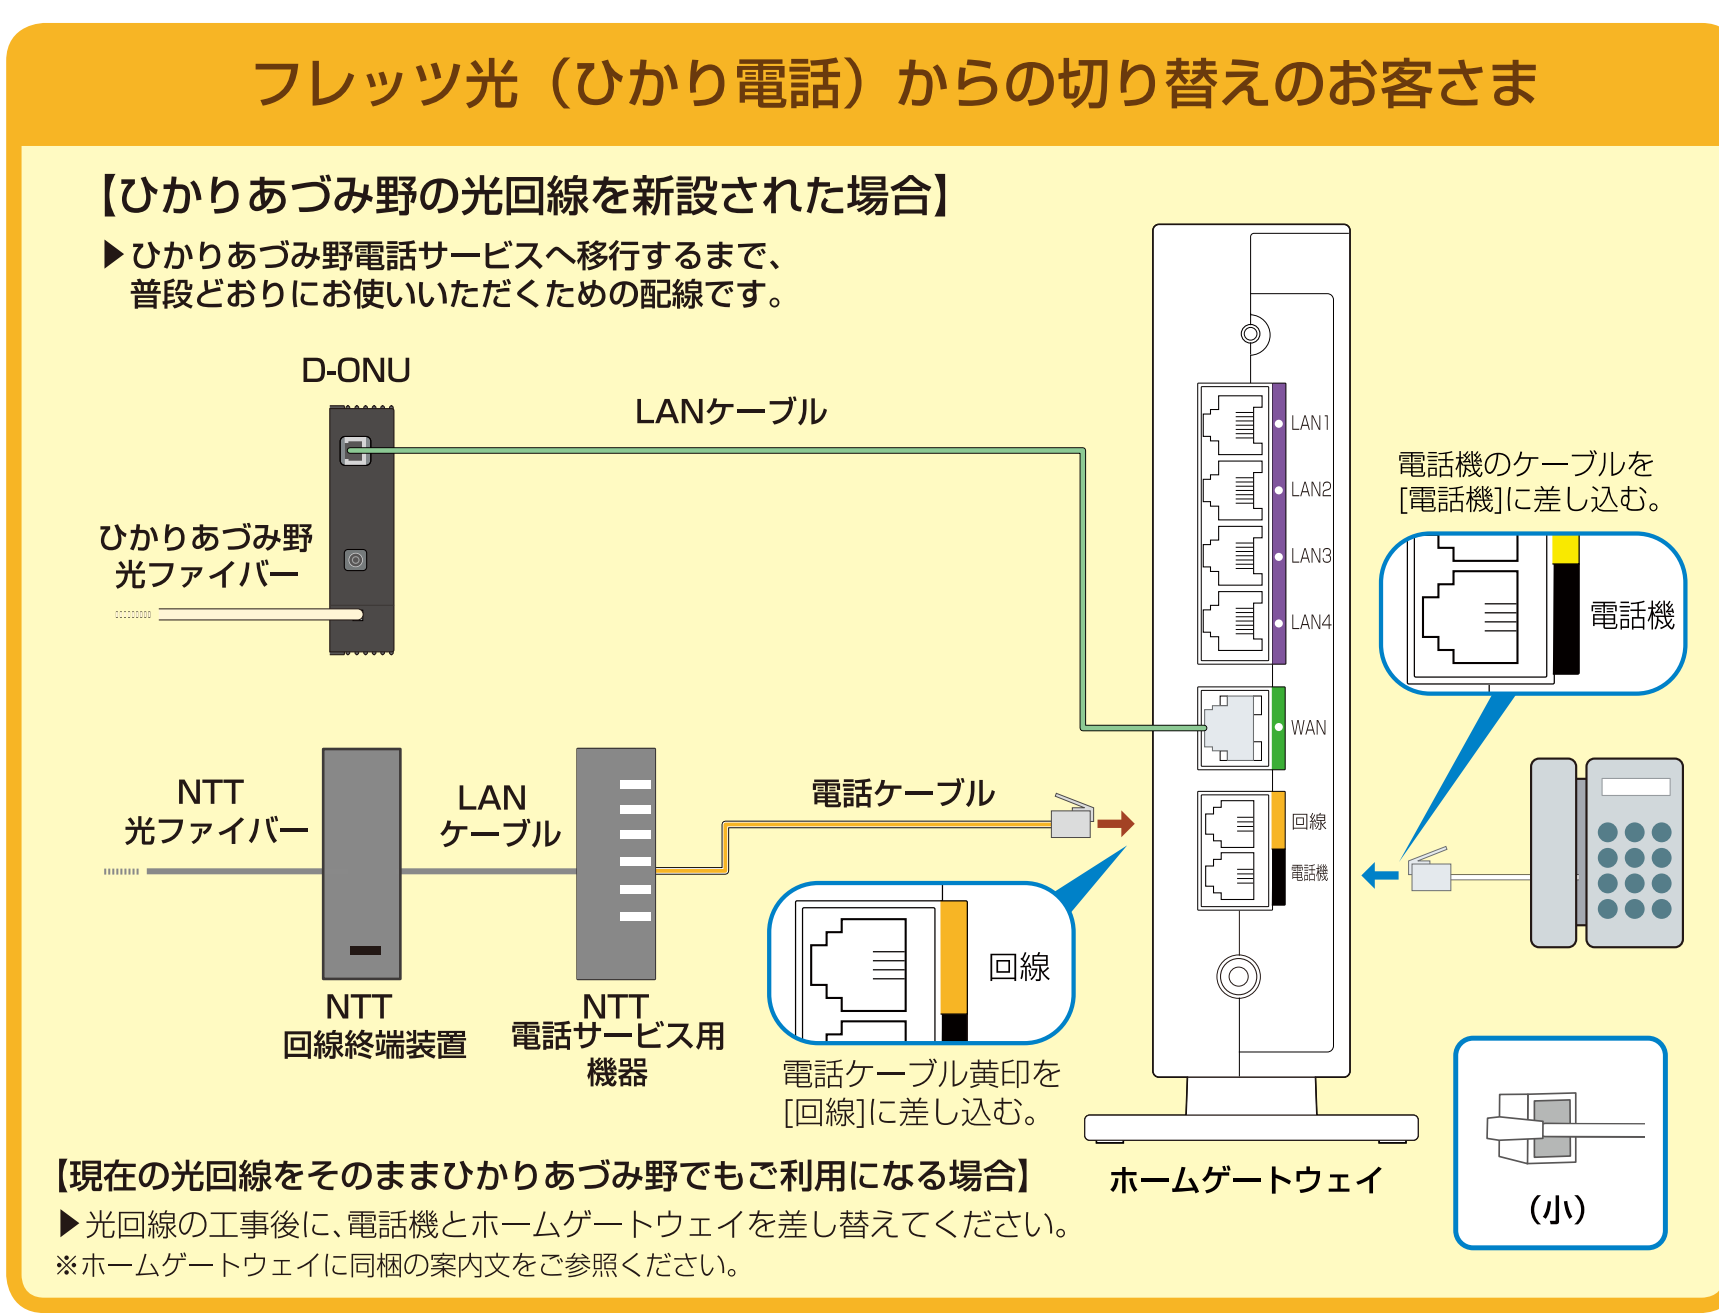 フレッツ光（ひかり電話）からの切り替えのお客さま
【ひかりあづみ野の光回線を新設された場合】
▶ひかりあづみ野電話サービスへ移行するまで、
普段どおりにお使いいただくための配線です。
D-ONU
LANケーブル
LAN1
LAN2
LAN3
LAN4
WAN
回線
電話機
電話機のケーブルを
[電話機]に差し込む。
電話機
ひかりあづみ野
光ファイバー
NTT
光ファイバー
LAN
ケーブル
電話ケーブル
回線
NTT
回線終端装置
NTT
電話サービス用
機器
電話ケーブル黄印を
[回線]に差し込む。
ホームゲートウェイ
(小)
【現在の光回線をそのままひかりあづみ野でもご利用になる場合】
▶光回線の工事後に、電話機とホームゲートウェイを差し替えてください。
※ホームゲートウェイに同梱の案内文をご参照ください。